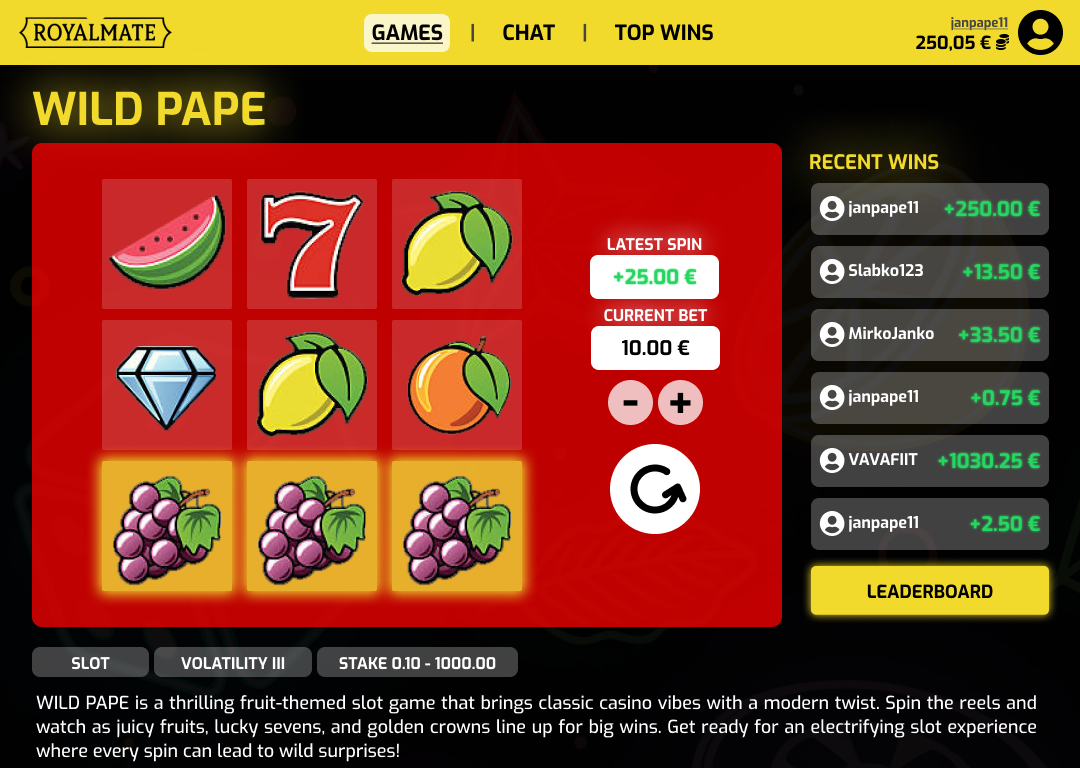 ROYALMATE
GAMES | CHAT | TOP WINS
janpape11
250,05 €
WILD PAPE
7
LATEST SPIN
+25.00 €
CURRENT BET
10.00 €
- +
RECENT WINS
janpape11 +250.00 €
Slabko123 +13.50 €
MirkoJanko +33.50 €
janpape11 +0.75 €
VAVAFIIT +1030.25 €
janpape11 +2.50 €
LEADERBOARD
SLOT
VOLATILITY III
STAKE 0.10 - 1000.00
WILD PAPE is a thrilling fruit-themed slot game that brings classic casino vibes with a modern twist. Spin the reels and
watch as juicy fruits, lucky sevens, and golden crowns line up for big wins. Get ready for an electrifying slot experience
where every spin can lead to wild surprises!